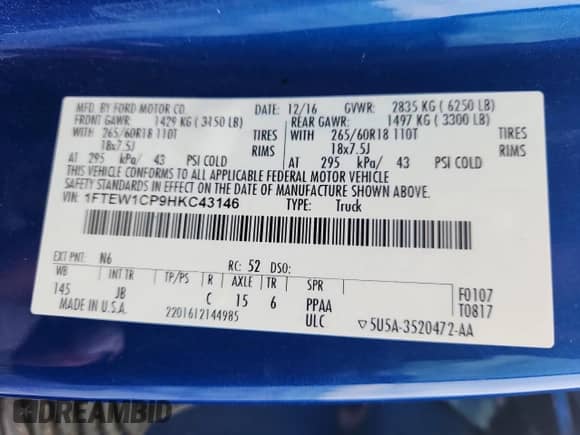 MFD. BY FORD MOTOR CO. DATE: 12/16 GVWR: 2835 KG ( 6250 LB)
FRONT GAWR: 1429 KG ( 3150 LB) REAR GAWR: 1497 KG ( 3300 LB)
WITH 265/60R18 110T TIRES WITH 265/60R18 110T TIRES
18x7.5J RIMS 18x7.5J RIMS
AT 295 kPa/ 43 PSI COLD AT 295 kPa/ 43 PSI COLD
THIS VEHICLE CONFORMS TO ALL APPLICABLE FEDERAL MOTOR VEHICLE
SAFETY STANDARDS IN EFFECT ON THE DATE OF MANUFACTURE SHOWN ABOVE.
VIN: 1FTEW1CP9HKC43146 TYPE: Truck
EXT PNT: N6 RC: 52 DSO:
WB INT TR TP/PS R AXLE TR SPR
145 JB C 15 6 PPAA F0107
MADE IN U.S.A. 2201612144985 ULC T0817
▽5U5A-3520472-AA
DREAMBID